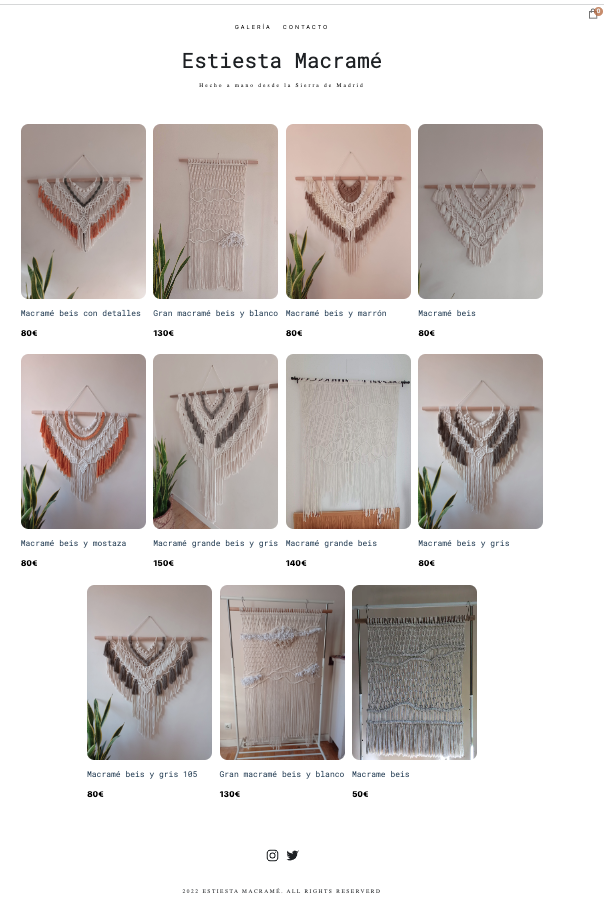 0
GALERÍA CONTACTO
Estiesta Macramé
Hecho a mano desde la Sierra de Madrid
Macramé beis con detalles
80€
Gran macramé beis y blanco
130€
Macramé beis y marrón
80€
Macramé beis
80€
Macramé beis y mostaza
80€
Macramé grande beis y gris
150€
Macramé grande beis
140€
Macramé beis y gris
80€
Macramé beis y gris 105
80€
Gran macramé beis y blanco
130€
Macrame beis
50€
2022 ESTIESTA MACRAMÉ. ALL RIGHTS RESERVERD